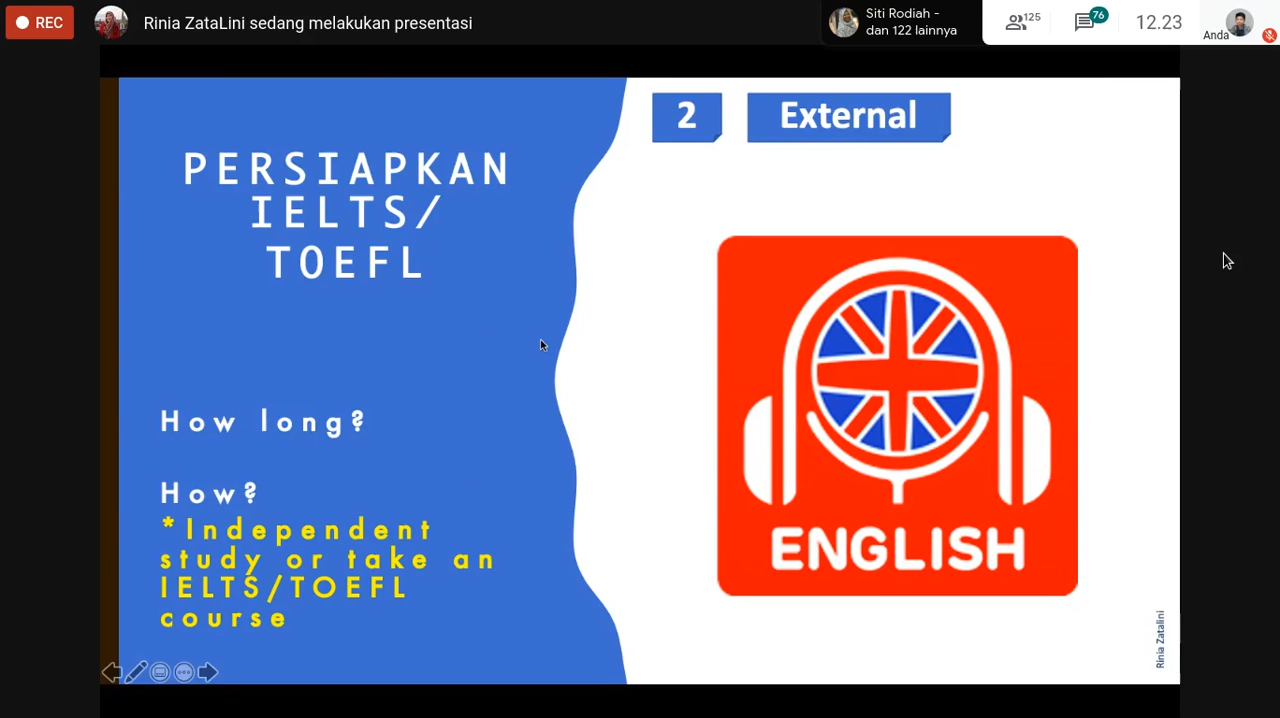 REC
Rinia ZataLini sedang melakukan presentasi
Siti Rodiah -
dan 122 lainnya
125
76
12.23
Anda
PERSIAPKAN
IELTS/
TOEFL
How long?
How?
*Independent
study or take an
IELTS/TOEFL
course
2
External
ENGLISH
Rinia Zatalini